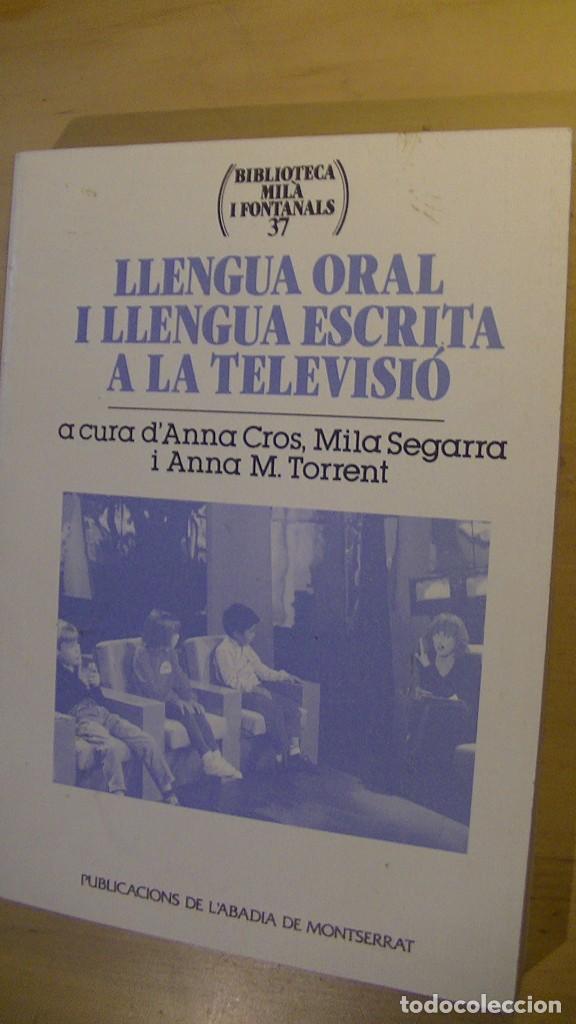 BIBLIOTECA
MILÀ
I FONTANALS
37
LLENGUA ORAL
I LLENGUA ESCRITA
A LA TELEVISIÓ
a cura d'Anna Cros, Mila Segarra
i Anna M. Torrent
PUBLICACIONS DE L'ABADIA DE MONTSERRAT
todocoleccion